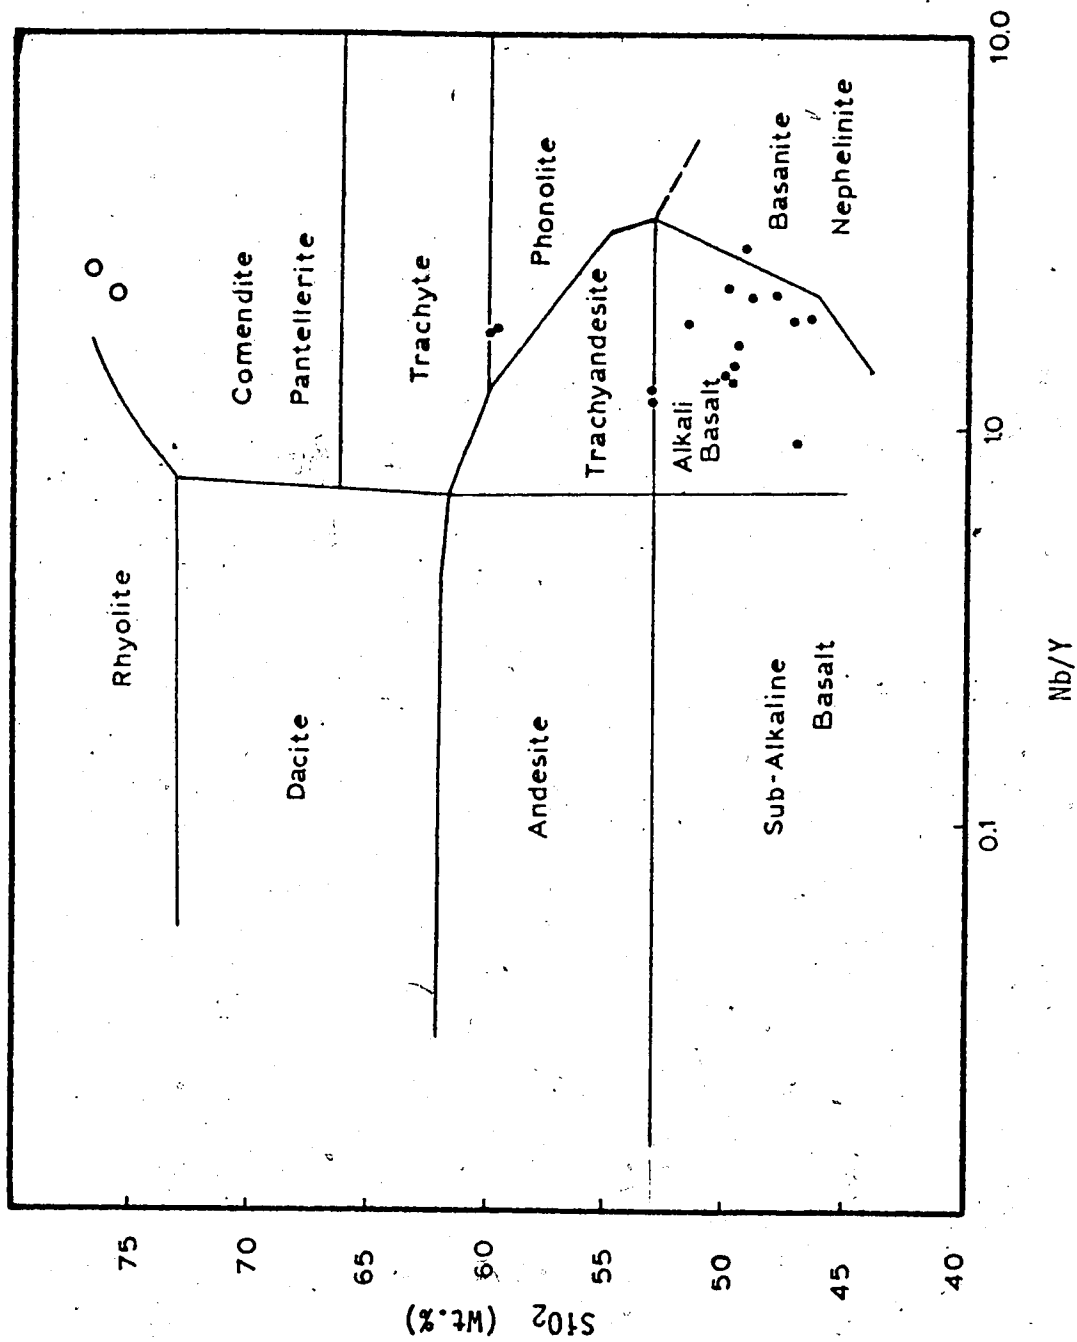 Rhyolite
Comendite
Pantellerite
Dacite
Trachyte
Phonolite
Andesite
Trachyandesite
Alkali
Basalt
Sub-Alkaline
Basalt
Basanite
Nephelinite
75
70
65
60
55
50
45
40
SiO₂ (Wt.%)
0.1
1.0
10.0
Nb/Y